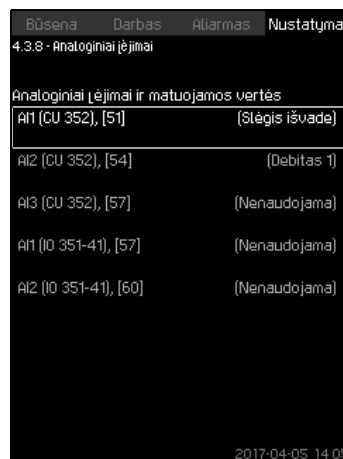 Būsena Darbas Aliarmas Nustatyma
4.3.8 - Analoginiai įėjimai
Analoginiai įėjimai ir matuojamos vertės
AI1 (CU 352), [51] (Slėgis išvade)
AI2 (CU 352), [54] (Debitas 1)
AI3 (CU 352), [57] (Nenaudojama)
AI1 (IO 351-41), [57] (Nenaudojama)
AI2 (IO 351-41), [60] (Nenaudojama)
2017-04-05 14:05